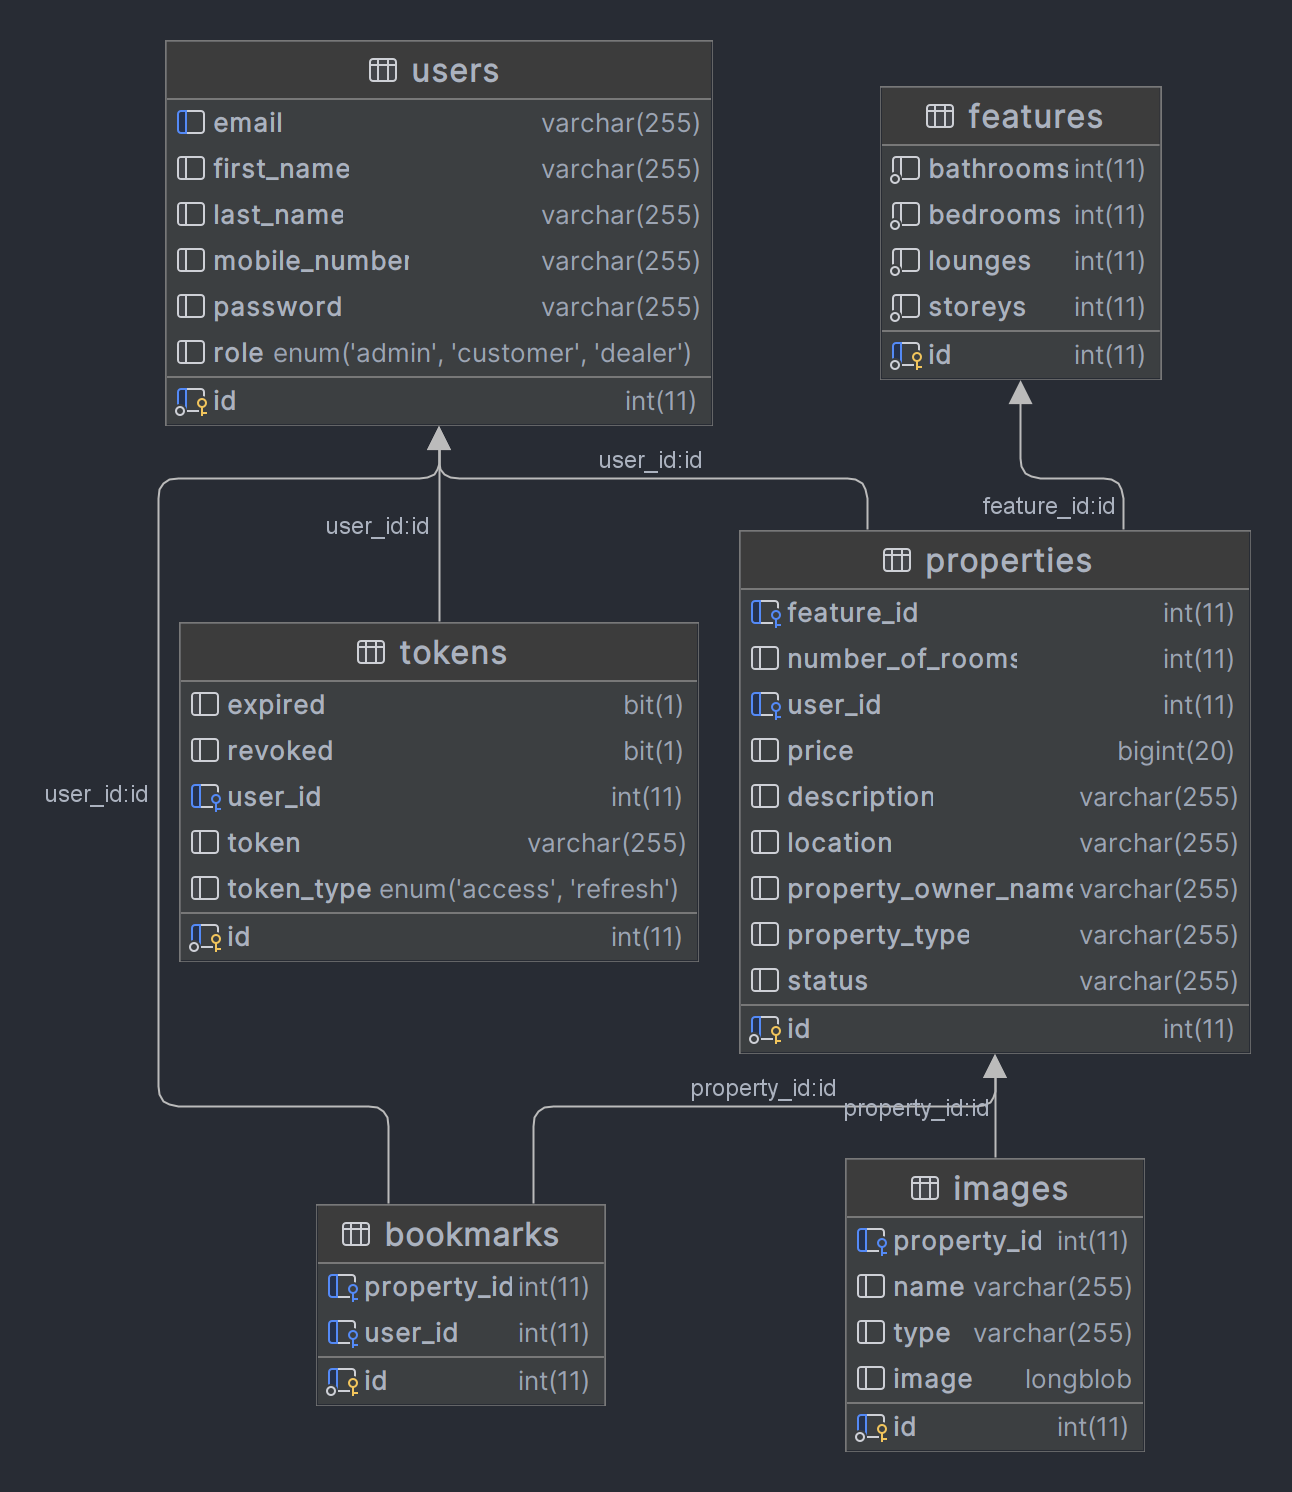 users
email varchar(255)
first_name varchar(255)
last_name varchar(255)
mobile_number varchar(255)
password varchar(255)
role enum('admin', 'customer', 'dealer')
id int(11)
features
bathrooms int(11)
bedrooms int(11)
lounges int(11)
storeys int(11)
id int(11)
user_id:id
feature_id:id
user_id:id
user_id:id
tokens
expired bit(1)
revoked bit(1)
user_id int(11)
token varchar(255)
token_type enum('access', 'refresh')
id int(11)
properties
feature_id int(11)
number_of_rooms int(11)
user_id int(11)
price bigint(20)
description varchar(255)
location varchar(255)
property_owner_name varchar(255)
property_type varchar(255)
status varchar(255)
id int(11)
property_id:id
property_id:id
bookmarks
property_id int(11)
user_id int(11)
id int(11)
images
property_id int(11)
name varchar(255)
type varchar(255)
image longblob
id int(11)